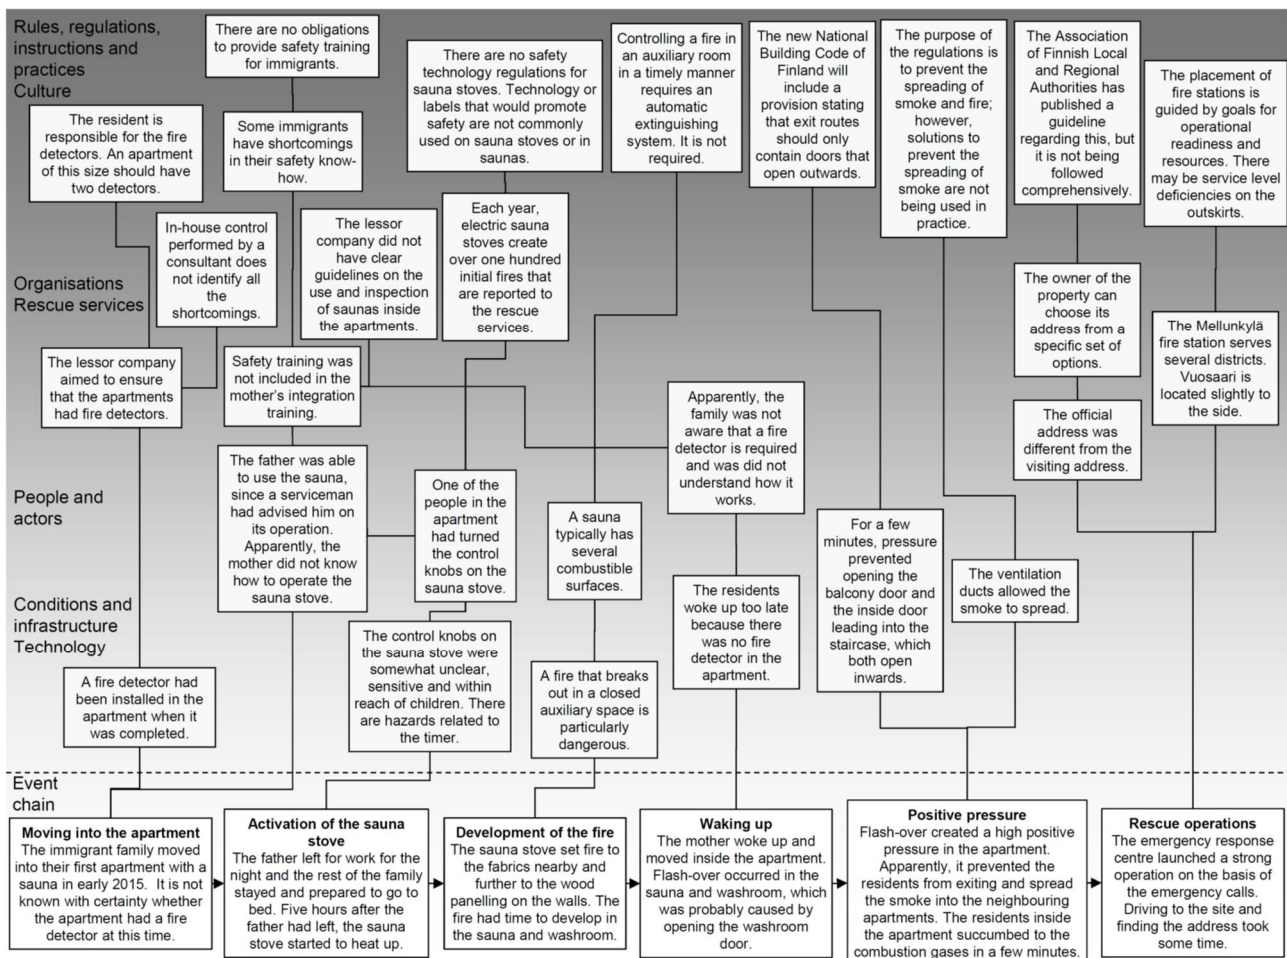 Rules, regulations,
instructions and
practices
Culture
There are no obligations
to provide safety training
for immigrants.
There are no safety
technology regulations for
sauna stoves. Technology or
labels that would promote
safety are not commonly
used on sauna stoves or in
saunas.
Controlling a fire in
an auxiliary room
in a timely manner
requires an
automatic
extinguishing
system. It is not
required.
The new National
Building Code of
Finland will
include a
provision stating
that exit routes
should only
contain doors that
open outwards.
The purpose of
the regulations is
to prevent the
spreading of
smoke and fire;
however,
solutions to
prevent the
spreading of
smoke are not
being used in
practice.
The Association
of Finnish Local
and Regional
Authorities has
published a
guideline
regarding this, but
it is not being
followed
comprehensively.
The placement of
fire stations is
guided by goals for
operational
readiness and
resources. There
may be service level
deficiencies on the
outskirts.
The resident is
responsible for the fire
detectors. An apartment
of this size should have
two detectors.
Some immigrants
have shortcomings
in their safety know-
how.
In-house control
performed by a
consultant does
not identify all
the
shortcomings.
The lessor
company did not
have clear
guidelines on the
use and inspection
of saunas inside
the apartments.
Each year,
electric sauna
stoves create
over one hundred
initial fires that
are reported to
the rescue
services.
Organisations
Rescue services
The owner of the
property can
choose its
address from a
specific set of
options.
The Mellunkylä
fire station serves
several districts.
Vuosaari is
located slightly to
the side.
The lessor company
aimed to ensure
that the apartments
had fire detectors.
Safety training was
not included in the
mother's integration
training.
Apparently, the
family was not
aware that a fire
detector is required
and was did not
understand how it
works.
The official
address was
different from the
visiting address.
People and
actors
The father was able
to use the sauna,
since a serviceman
had advised him on
its operation.
Apparently, the
mother did not know
how to operate the
sauna stove.
One of the
people in the
apartment
had turned
the control
knobs on the
sauna stove.
A sauna
typically has
several
combustible
surfaces.
For a few
minutes, pressure
prevented
opening the
balcony door and
the inside door
leading into the
staircase, which
both open
inwards.
The ventilation
ducts allowed the
smoke to spread.
The residents
woke up too late
because there
was no fire
detector in the
apartment.
Conditions and
infrastructure
Technology
The control knobs on
the sauna stove were
somewhat unclear,
sensitive and within
reach of children. There
are hazards related to
the timer.
A fire that breaks
out in a closed
auxiliary space is
particularly
dangerous.
A fire detector had
been installed in the
apartment when it
was completed.
Event
chain
Moving into the apartment
The immigrant family moved
into their first apartment with a
sauna in early 2015. It is not
known with certainty whether
the apartment had a fire
detector at this time.
Activation of the sauna
stove
The father left for work for the
night and the rest of the family
stayed and prepared to go to
bed. Five hours after the
father had left, the sauna
stove started to heat up.
Development of the fire
The sauna stove set fire to
the fabrics nearby and
further to the wood
panelling on the walls. The
fire had time to develop in
the sauna and washroom.
Waking up
The mother woke up and
moved inside the apartment.
Flash-over occurred in the
sauna and washroom, which
was probably caused by
opening the washroom
door.
Positive pressure
Flash-over created a high positive
pressure in the apartment.
Apparently, it prevented the
residents from exiting and spread
the smoke into the neighbouring
apartments. The residents inside
the apartment succumbed to the
combustion gases in a few minutes.
Rescue operations
The emergency response
centre launched a strong
operation on the basis of
the emergency calls.
Driving to the site and
finding the address took
some time.